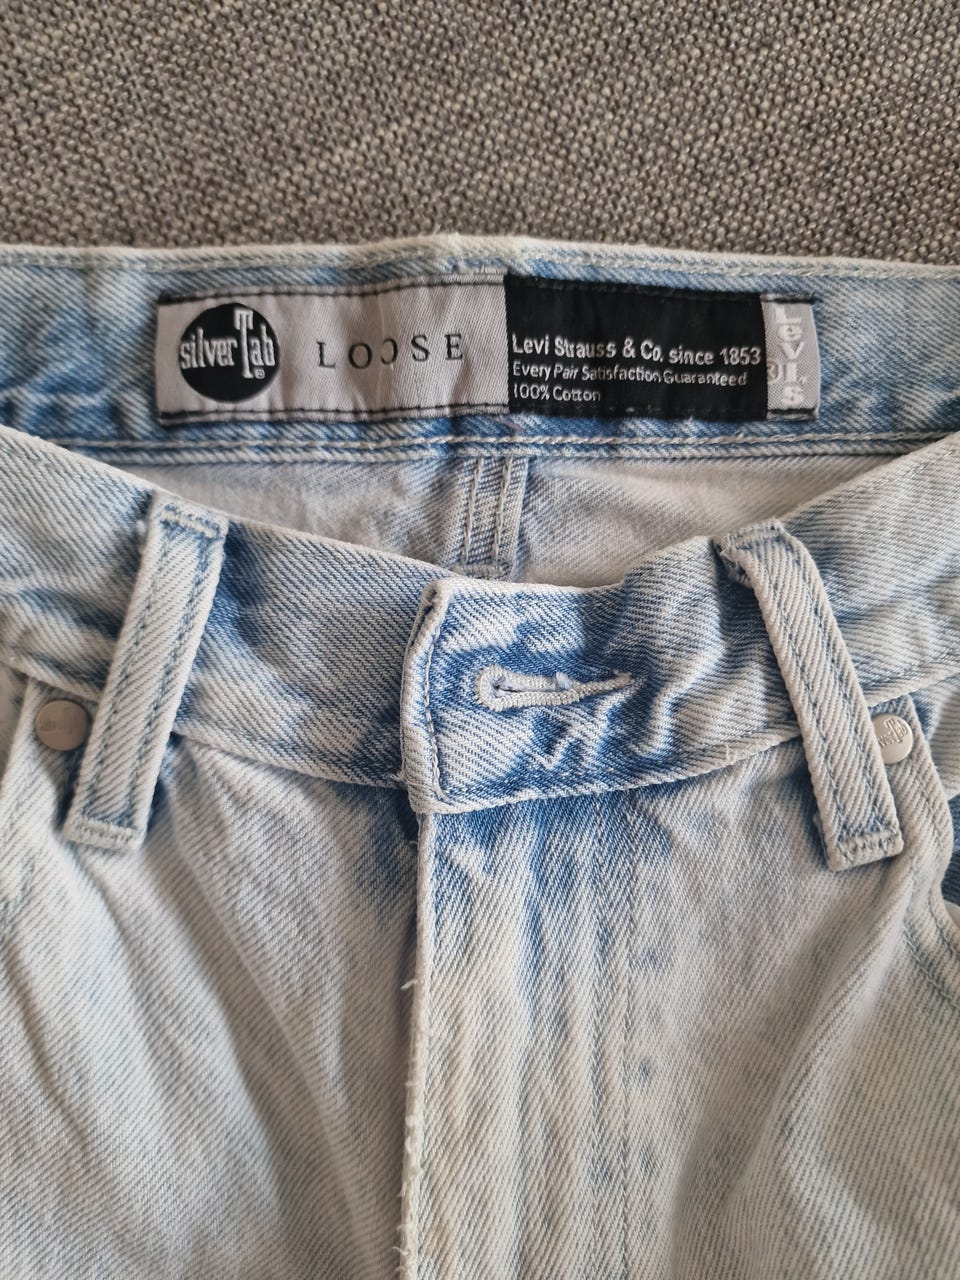 silverTab
®
LOOSE
Levi Strauss & Co. since 1853
Every Pair Satisfaction Guaranteed
100% Cotton
Levi's